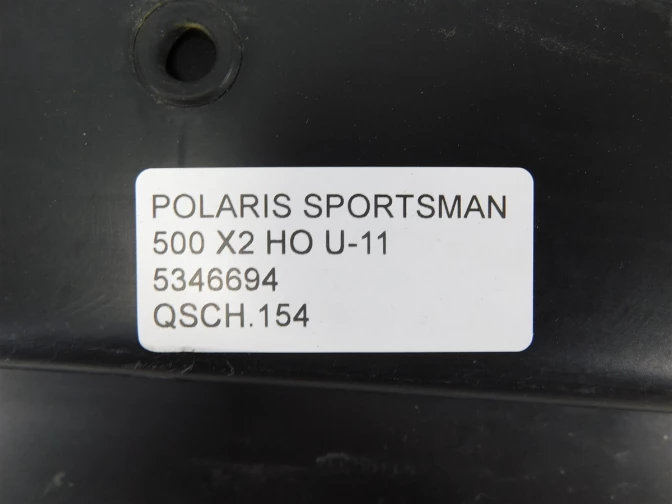 POLARIS SPORTSMAN
500 X2 HO U-11
5346694
QSCH.154